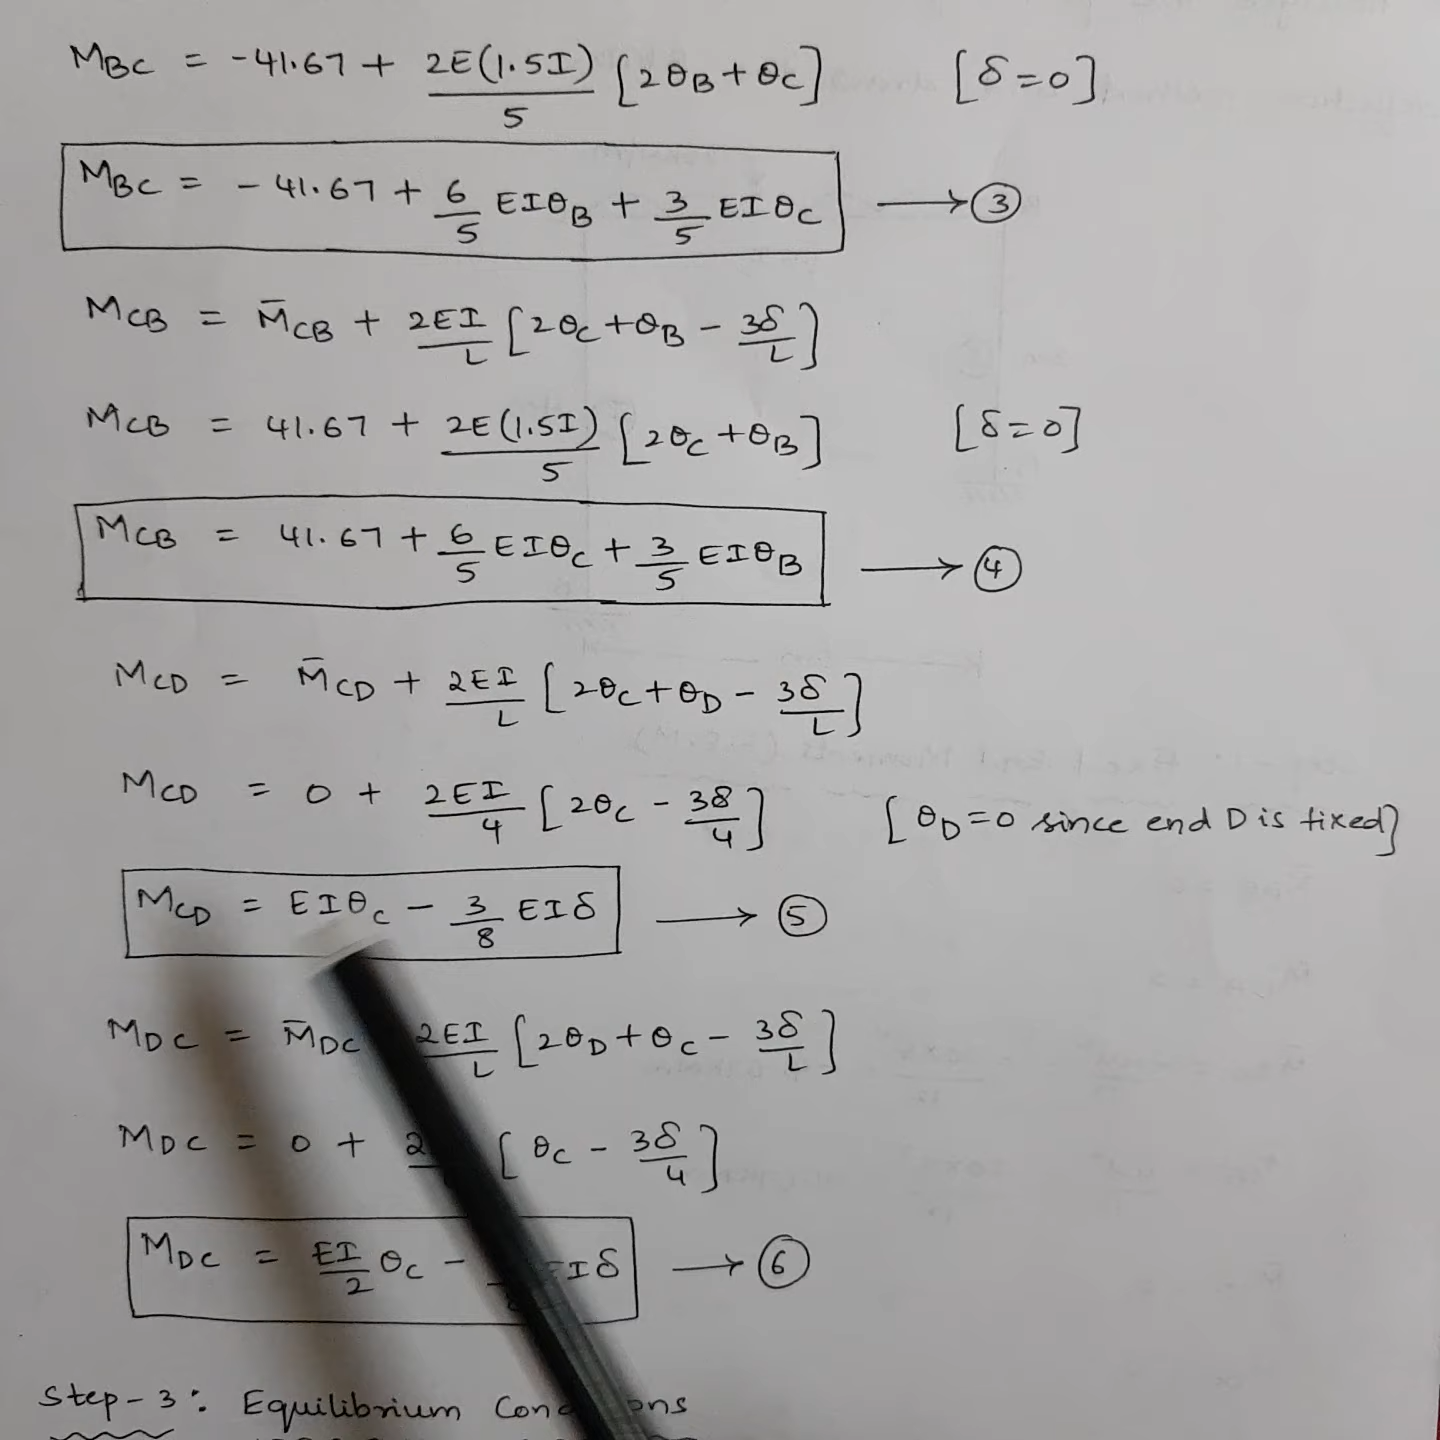 MBC = -41.67 + 2E(1.5I)/5 [2θB + θC] [δ=0]
MBC = -41.67 + 6/5 EIθB + 3/5 EIθC → ③
MCB = M̄CB + 2EI/L [2θC + θB - 3δ/L]
MCB = 41.67 + 2E(1.5I)/5 [2θC + θB] [δ=0]
MCB = 41.67 + 6/5 EIθC + 3/5 EIθB → ④
MCD = M̄CD + 2EI/L [2θC + θD - 3δ/L]
MCD = 0 + 2EI/4 [2θC - 3δ/4] [θD=0 since end D is fixed]
MCD = EIθC - 3/8 EIδ → ⑤
MDC = M̄DC 2EI/L [2θD + θC - 3δ/L]
MDC = 0 + 2 [θC - 3δ/4]
MDC = EI/2 θC - Iδ → ⑥
Step-3: Equilibrium